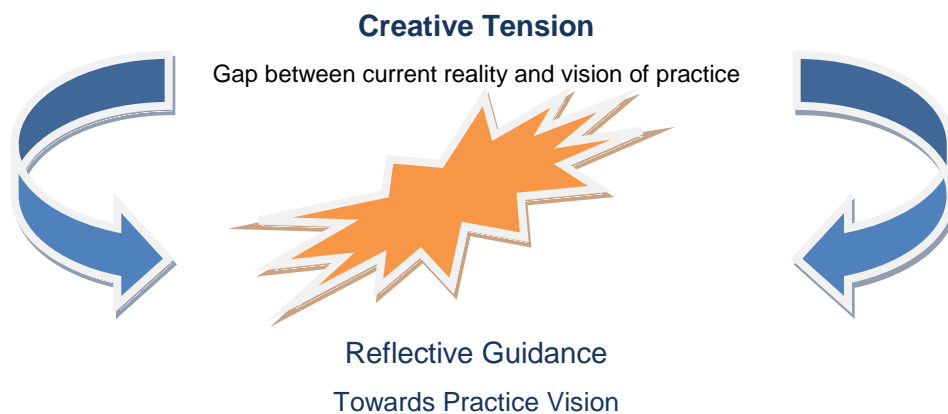 Creative Tension
Gap between current reality and vision of practice
Reflective Guidance
Towards Practice Vision